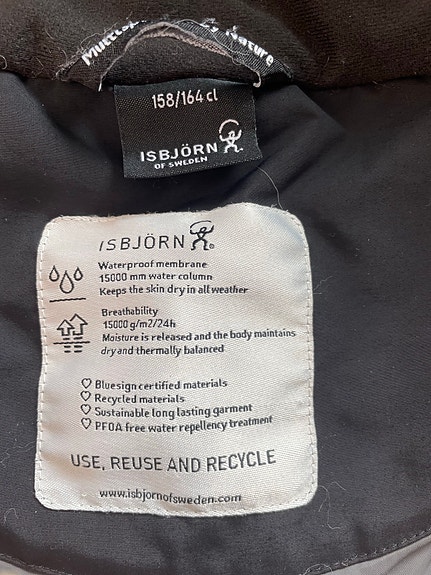 Nature
158/164 cl
ISBJÖRN
OF SWEDEN
ISBJÖRN
Waterproof membrane
15000 mm water column
Keeps the skin dry in all weather
Breathability
15000 g/m2/24h
Moisture is released and the body maintains
dry and thermally balanced
Bluesign certified materials
Recycled materials
Sustainable long lasting garment
PFOA free water repellency treatment
USE, REUSE AND RECYCLE
www.isbjornofsweden.com